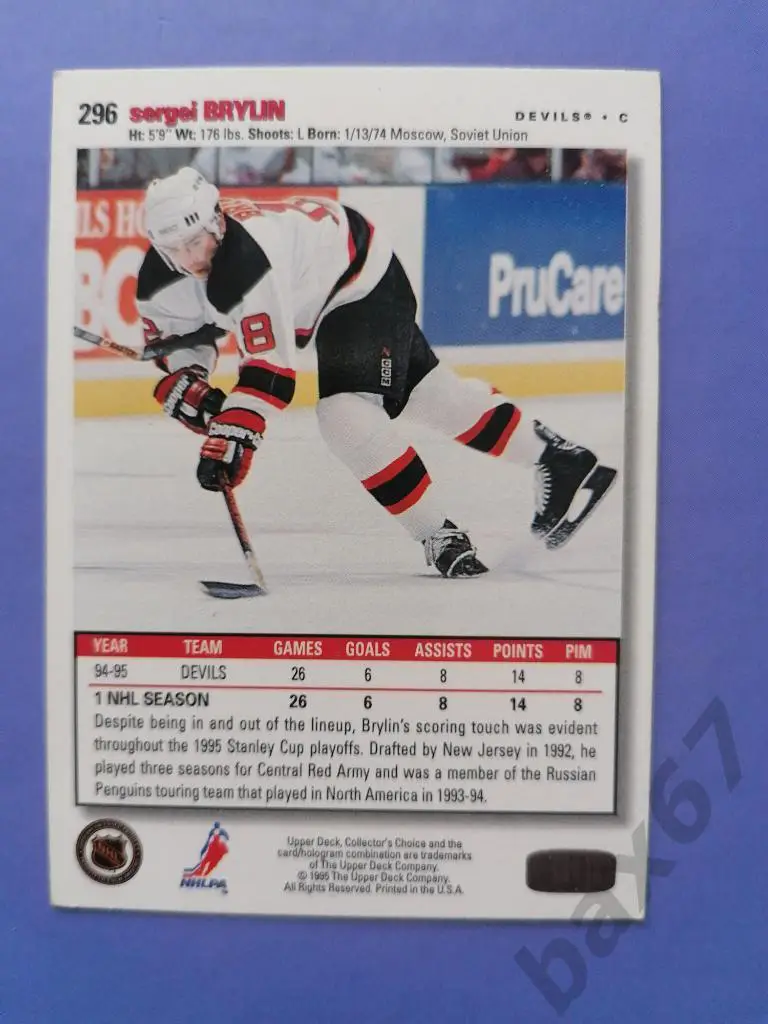 296 sergei BRYLIN
DEVILS® • C
Ht: 5'9" Wt: 176 lbs. Shoots: L Born: 1/13/74 Moscow, Soviet Union
PruCare
18
CCM
YEAR TEAM GAMES GOALS ASSISTS POINTS PIM
94-95 DEVILS 26 6 8 14 8
1 NHL SEASON 26 6 8 14 8
Despite being in and out of the lineup, Brylin's scoring touch was evident
throughout the 1995 Stanley Cup playoffs. Drafted by New Jersey in 1992, he
played three seasons for Central Red Army and was a member of the Russian
Penguins touring team that played in North America in 1993-94.
NHL
NHLPA
Upper Deck, Collector's Choice and the
card/hologram combination are trademarks
of The Upper Deck Company.
© 1995 The Upper Deck Company.
All Rights Reserved. Printed in the U.S.A.
bax67